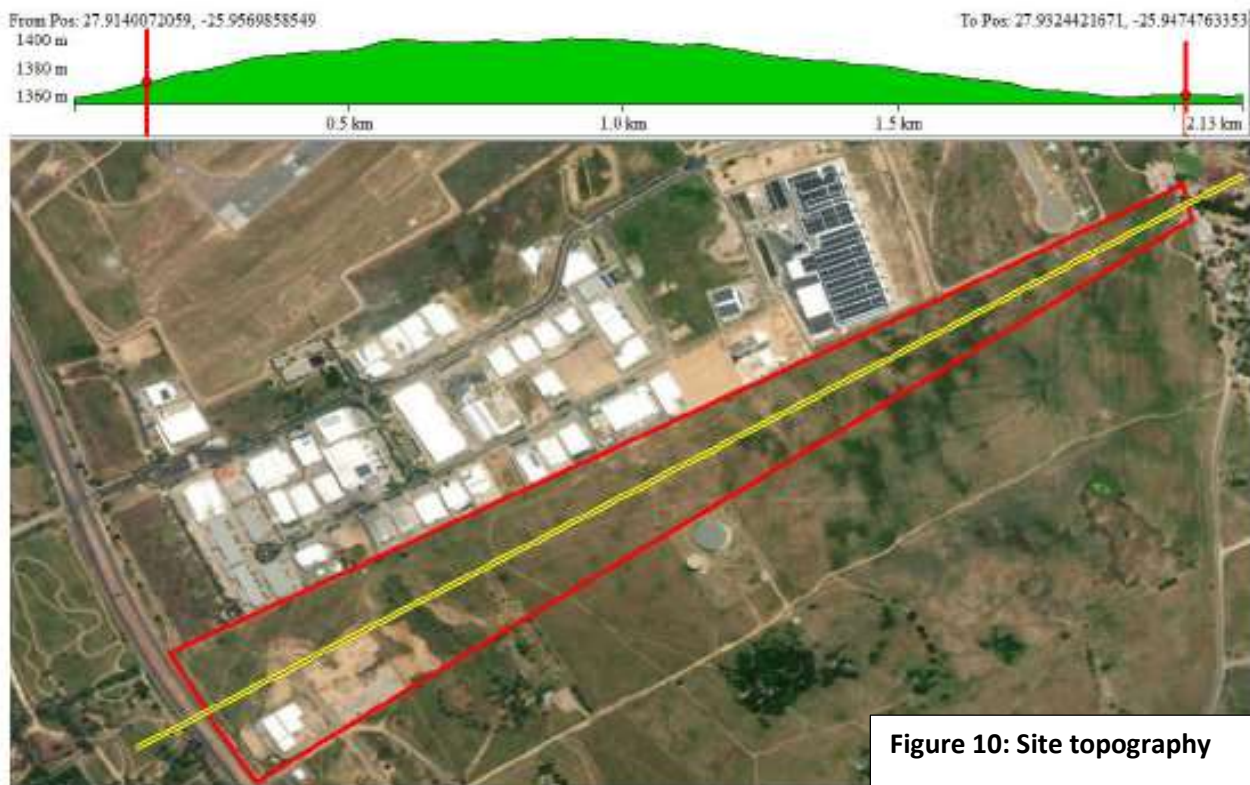 From Pos: 27.9140072059, -25.9569858549
To Pos: 27.9324421671, -25.9474763353
1400 m
1380 m
1360 m
0.5 km
1.0 km
1.5 km
2.13 km
Figure 10: Site topography